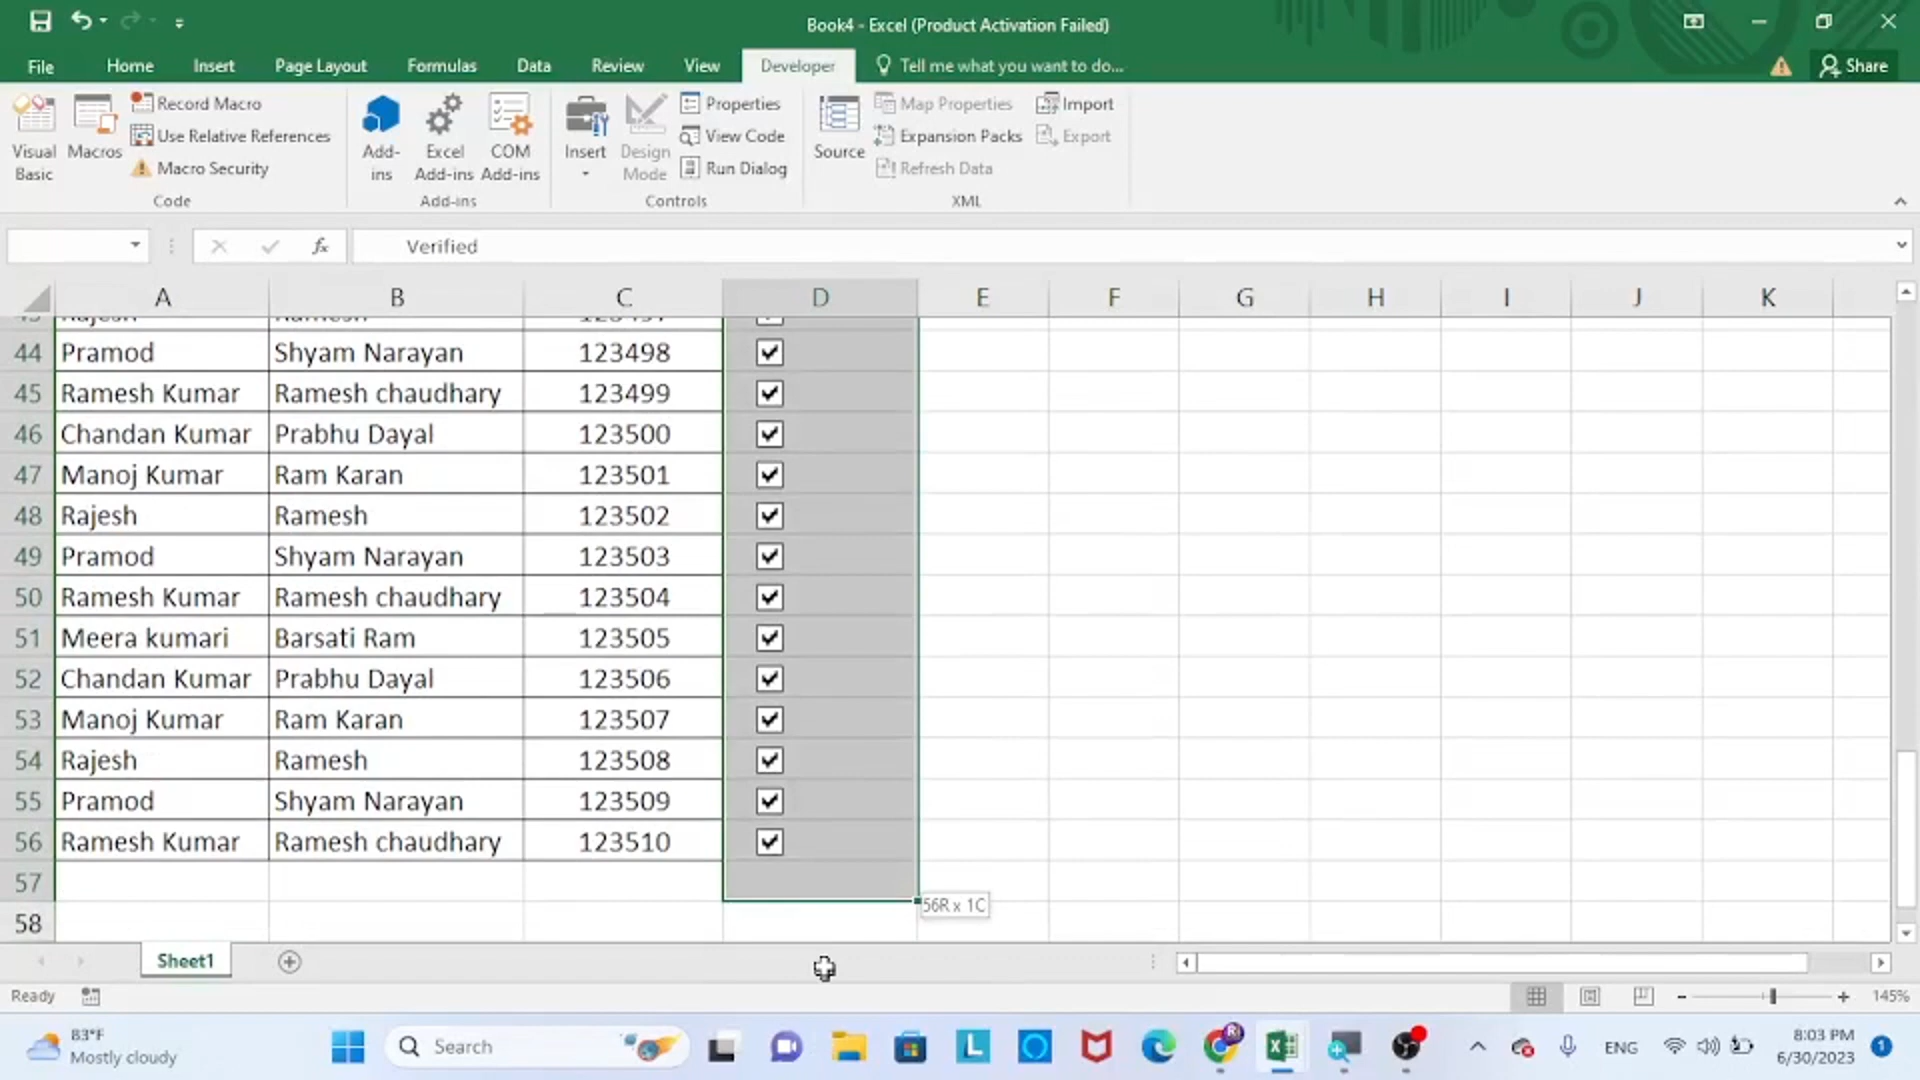 Book4 - Excel (Product Activation Failed)
File Home Insert Page Layout Formulas Data Review View Developer Tell me what you want to do... Share
Visual Basic
Macros
Record Macro
Use Relative References
Macro Security
Code
Add-ins
Excel Add-ins
COM Add-ins
Add-ins
Insert
Design Mode
Properties
View Code
Run Dialog
Controls
Source
Map Properties
Expansion Packs
Refresh Data
Import
Export
XML
fx Verified
A B C D E F G H I J K
44 Pramod Shyam Narayan 123498
45 Ramesh Kumar Ramesh chaudhary 123499
46 Chandan Kumar Prabhu Dayal 123500
47 Manoj Kumar Ram Karan 123501
48 Rajesh Ramesh 123502
49 Pramod Shyam Narayan 123503
50 Ramesh Kumar Ramesh chaudhary 123504
51 Meera kumari Barsati Ram 123505
52 Chandan Kumar Prabhu Dayal 123506
53 Manoj Kumar Ram Karan 123507
54 Rajesh Ramesh 123508
55 Pramod Shyam Narayan 123509
56 Ramesh Kumar Ramesh chaudhary 123510
57
56R x 1C
58
Sheet1
Ready 145%
83°F
Mostly cloudy
Search
ENG
8:03 PM
6/30/2023
1